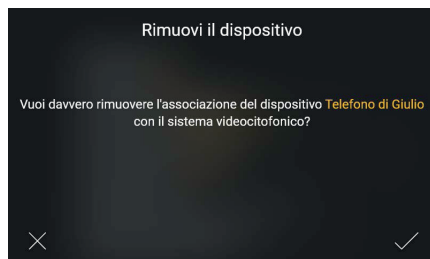 Rimuovi il dispositivo
Vuoi davvero rimuovere l'associazione del dispositivo Telefono di Giulio
con il sistema videocitofonico?